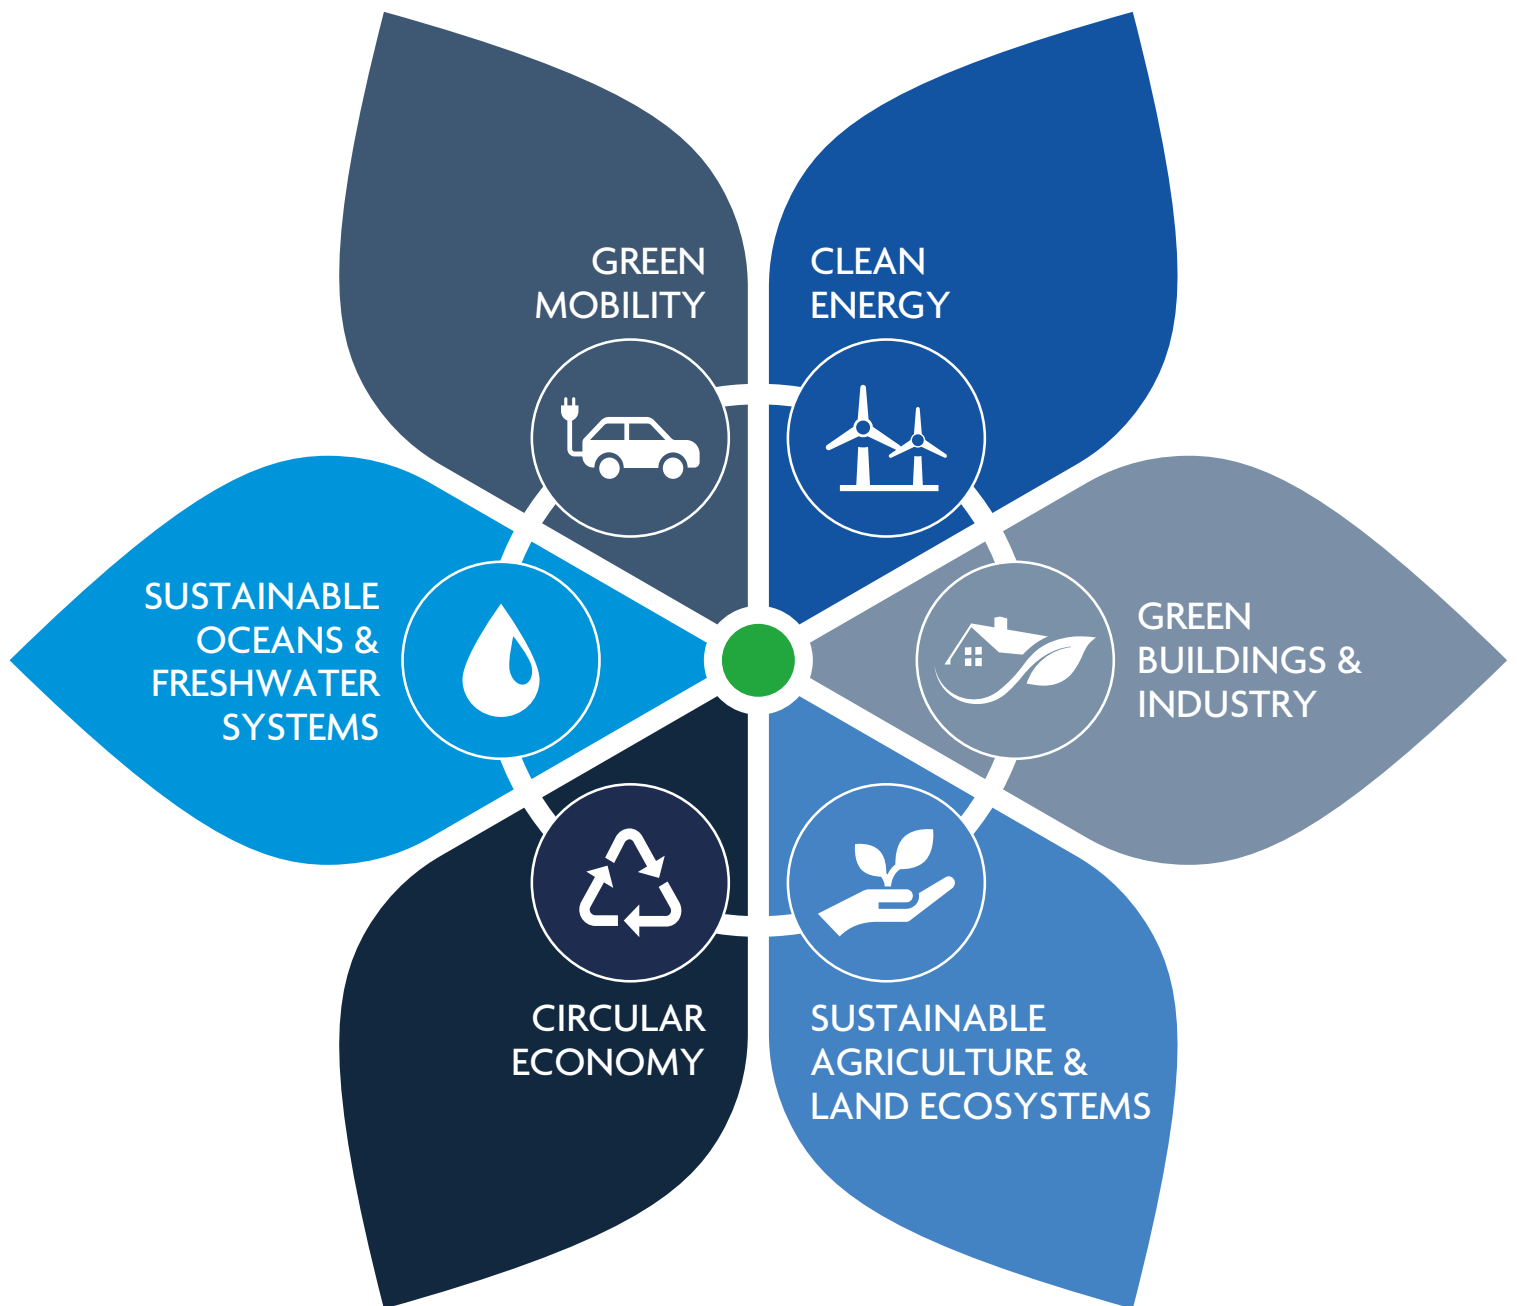 GREEN
MOBILITY
CLEAN
ENERGY
SUSTAINABLE
OCEANS &
FRESHWATER
SYSTEMS
GREEN
BUILDINGS &
INDUSTRY
CIRCULAR
ECONOMY
SUSTAINABLE
AGRICULTURE &
LAND ECOSYSTEMS